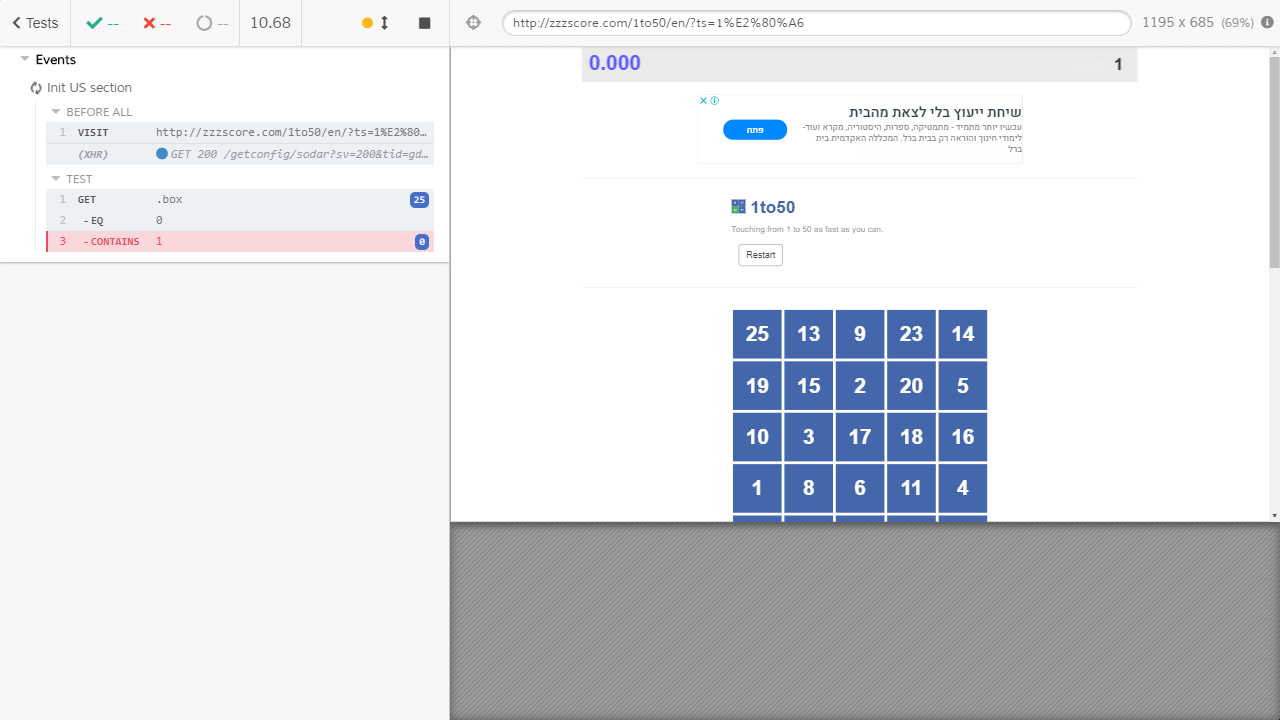 Tests
--
--
--
10.68
http://zzzscore.com/1to50/en/?ts=1%E2%80%A6
1195 x 685 (69%)
Events
Init US section
BEFORE ALL
1 VISIT http://zzzscore.com/1to50/en/?ts=1%E2%80…
(XHR) GET 200 /getconfig/sodar?sv=200&tid=gd…
TEST
1 GET .box 25
2 -EQ 0
3 -CONTAINS 1 0
0.000
1
שיחת ייעוץ בלי לצאת מהבית
עכשיו יותר מתמיד - מתמטיקה, ספרות, היסטוריה, מקרא ועוד-
לימודי חינוך והוראה רק בבית ברל. המכללה האקדמית בית
ברל
פתח
1to50
Touching from 1 to 50 as fast as you can.
Restart
25 13 9 23 14
19 15 2 20 5
10 3 17 18 16
1 8 6 11 4